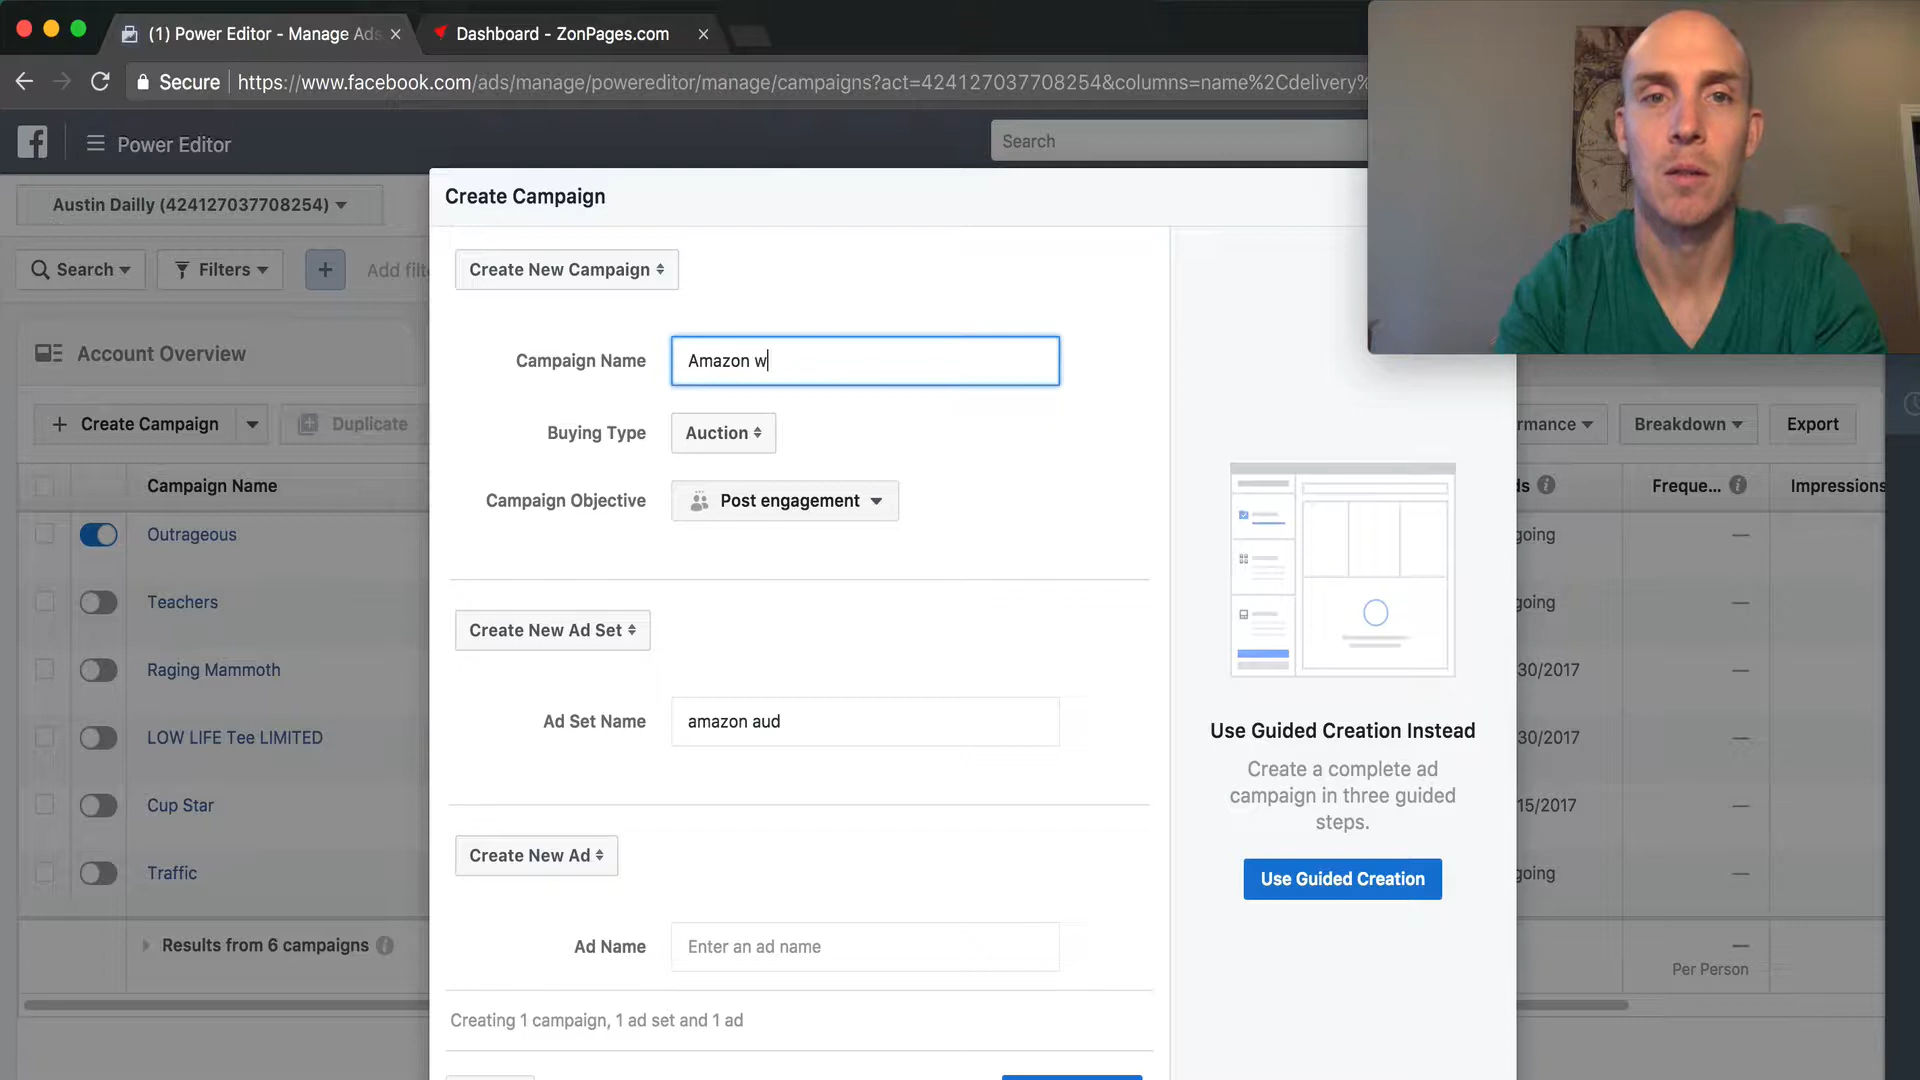 (1) Power Editor - Manage Ads
Dashboard - ZonPages.com
Secure
https://www.facebook.com/ads/manage/powereditor/manage/campaigns?act=424127037708254&columns=name%2Cdelivery%
Power Editor
Search
Austin Dailly (424127037708254)
Search
Filters
Add filt
Account Overview
Create Campaign
Duplicate
rmance
Breakdown
Export
Campaign Name
ds
Freque...
Impressions
Outrageous
going
Teachers
going
Raging Mammoth
30/2017
LOW LIFE Tee LIMITED
30/2017
Cup Star
15/2017
Traffic
going
Results from 6 campaigns
Per Person
Create Campaign
Create New Campaign
Campaign Name
Amazon w
Buying Type
Auction
Campaign Objective
Post engagement
Create New Ad Set
Ad Set Name
amazon aud
Create New Ad
Ad Name
Enter an ad name
Creating 1 campaign, 1 ad set and 1 ad
Use Guided Creation Instead
Create a complete ad
campaign in three guided
steps.
Use Guided Creation